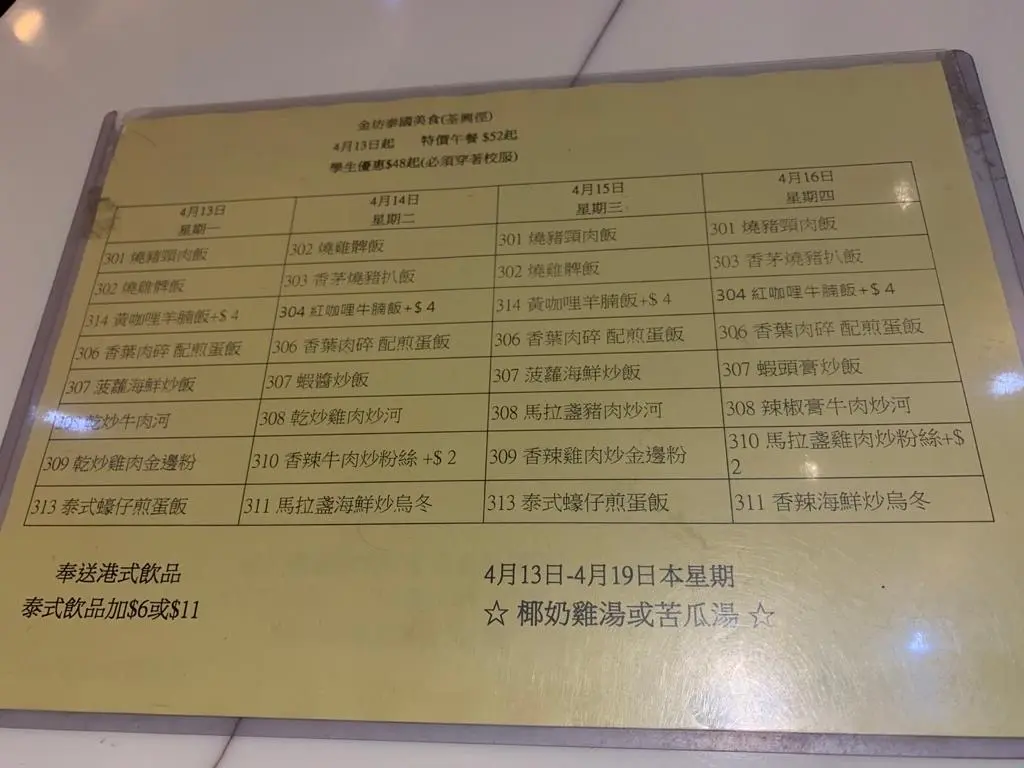 金坊泰國美食(荃興徑)
4月13日起 特價午餐 $52起
學生優惠$48起(必須穿著校服)
4月13日 星期一 4月14日 星期二 4月15日 星期三 4月16日 星期四
301 燒豬頸肉飯 302 燒雞髀飯 301 燒豬頸肉飯 301 燒豬頸肉飯
302 燒雞髀飯 303 香茅燒豬扒飯 302 燒雞髀飯 303 香茅燒豬扒飯
314 黃咖哩羊腩飯+$ 4 304 紅咖哩牛腩飯+$ 4 314 黃咖哩羊腩飯+$ 4 304 紅咖哩牛腩飯+$ 4
306 香葉肉碎 配煎蛋飯 306 香葉肉碎 配煎蛋飯 306 香葉肉碎 配煎蛋飯 306 香葉肉碎 配煎蛋飯
307 菠蘿海鮮炒飯 307 蝦醬炒飯 307 菠蘿海鮮炒飯 307 蝦頭膏炒飯
308 乾炒牛肉河 308 乾炒雞肉炒河 308 馬拉盞豬肉炒河 308 辣椒膏牛肉炒河
309 乾炒雞肉金邊粉 310 香辣牛肉炒粉絲 +$ 2 309 香辣雞肉炒金邊粉 310 馬拉盞雞肉炒粉絲+$ 2
313 泰式蠔仔煎蛋飯 311 馬拉盞海鮮炒烏冬 313 泰式蠔仔煎蛋飯 311 香辣海鮮炒烏冬
奉送港式飲品
泰式飲品加$6或$11
4月13日-4月19日本星期
☆ 椰奶雞湯或苦瓜湯 ☆